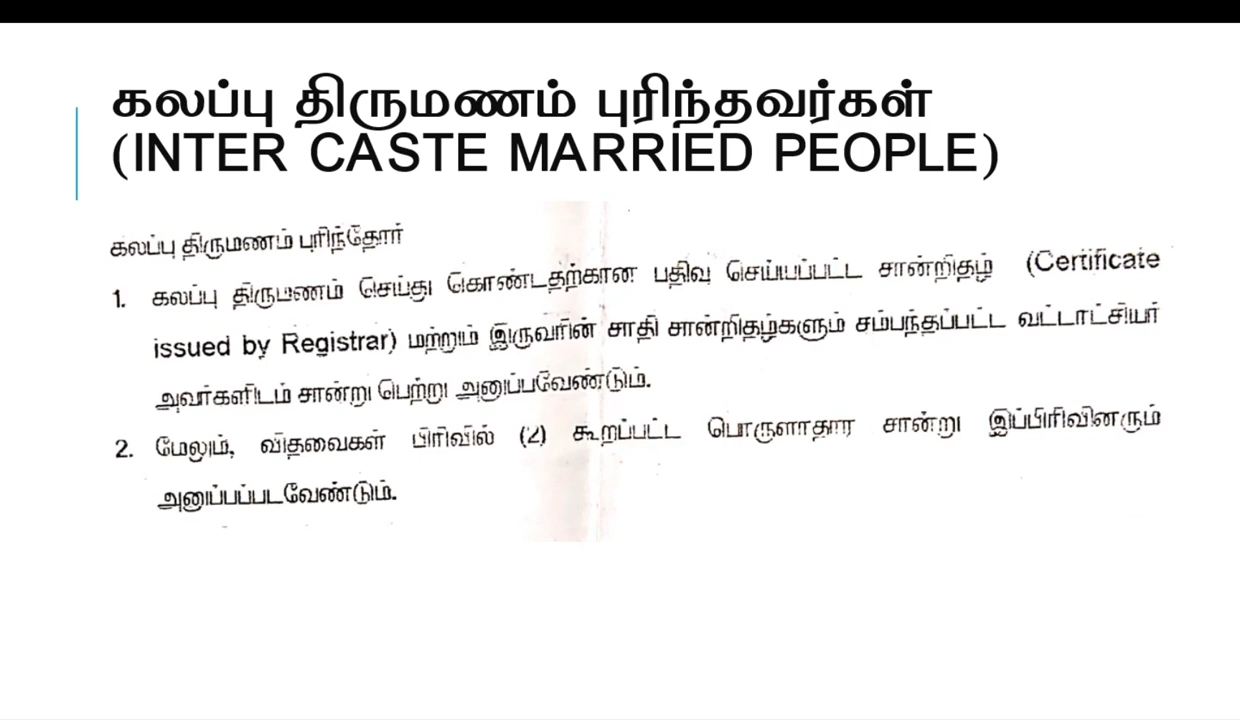 கலப்பு திருமணம் புரிந்தவர்கள்
(INTER CASTE MARRIED PEOPLE)
கலப்பு திருமணம் புரிந்தோர்
1. கலப்பு திருமணம் செய்து கொண்டதற்கான பதிவு செய்யப்பட்ட சான்றிதழ் (Certificate
issued by Registrar) மற்றும் இருவரின் சாதி சான்றிதழ்களும் சம்பந்தப்பட்ட வட்டாட்சியர்
அவர்களிடம் சான்று பெற்று அனுப்பவேண்டும்.
2. மேலும், விதவைகள் பிரிவில் (2) கூறப்பட்ட பொருளாதார சான்று இப்பிரிவினரும்
அனுப்பப்படவேண்டும்.